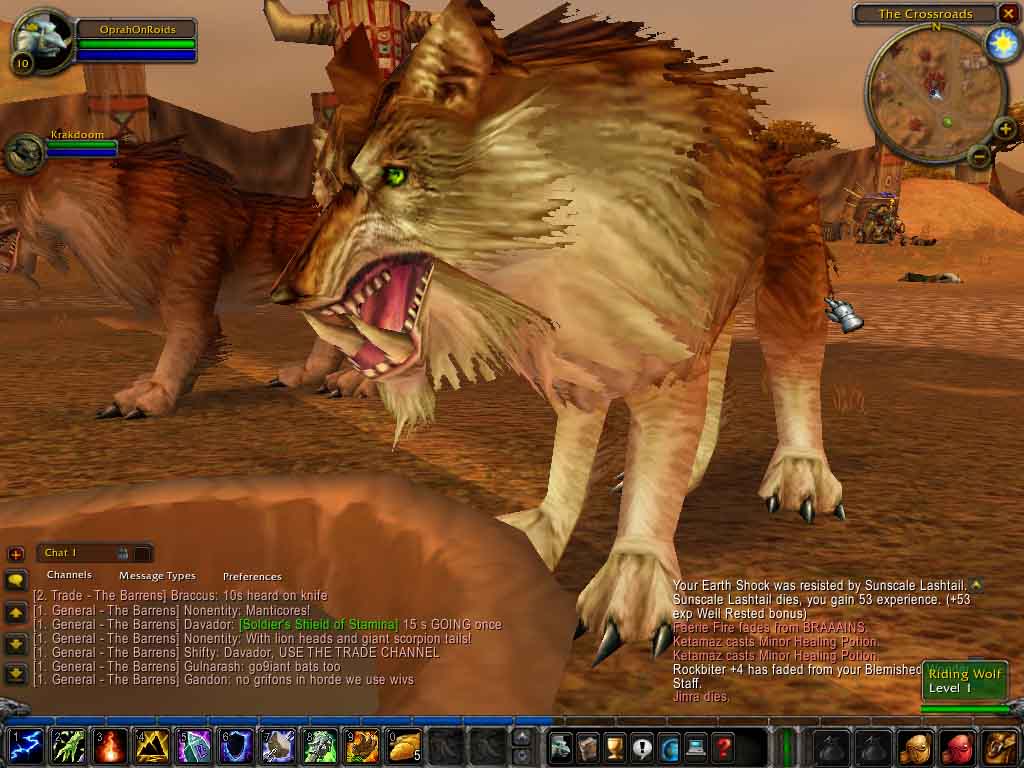 OprahOnRoids
10
Krakdoom
The Crossroads
N
Chat 1
Channels Message Types Preferences
[2. Trade - The Barrens] Braccus: 10s heard on knife
[1. General - The Barrens] Nonentity: Manticores!
[1. General - The Barrens] Davador: [Soldier's Shield of Stamina] 15 s GOING once
[1. General - The Barrens] Nonentity: With lion heads and giant scorpion tails!
[1. General - The Barrens] Shifty: Davador, USE THE TRADE CHANNEL
[1. General - The Barrens] Gulnarash: go9iant bats too
[1. General - The Barrens] Gandon: no grifons in horde we use wivs
Your Earth Shock was resisted by Sunscale Lashtail.
Sunscale Lashtail dies, you gain 53 experience. (+53
exp Well Rested bonus)
Faerie Fire fades from BRAAAINS.
Ketamaz casts Minor Healing Potion.
Ketamaz casts Minor Healing Potion.
Rockbiter +4 has faded from your Blemished Wooden
Staff.
Jinra dies.
Riding Wolf
Level 1
1 2 3 4 5 6 7 8 9 0
5